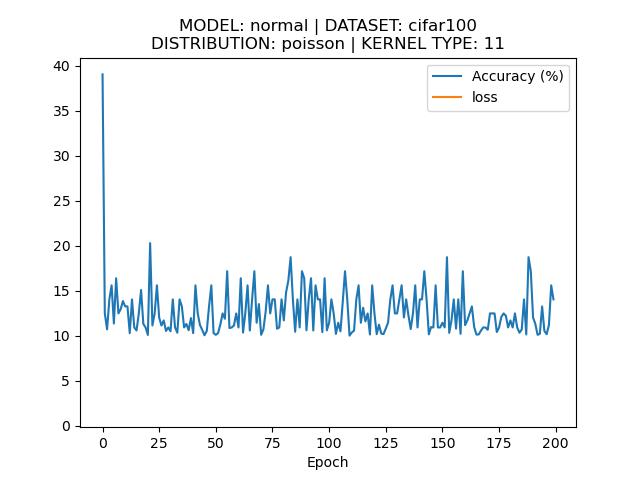 MODEL: normal | DATASET: cifar100
DISTRIBUTION: poisson | KERNEL TYPE: 11
Accuracy (%)
loss
40
35
30
25
20
15
10
5
0
0 25 50 75 100 125 150 175 200
Epoch